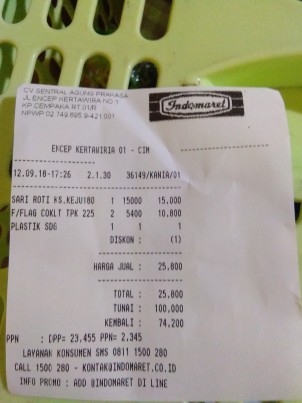 CV SENTRAL AGUNG PRAKASA
JL ENCEP KERTAWIRA NO 1
KP CEMPAKA RT 01/R
NPWP 02.749.695.9-421.001
Indomaret
ENCEP KERTAWIRIA 01 - CIM
12.09.18-17:26 2.1.30 36149/KANIA/01
SARI ROTI KS.KEJU180 1 15000 15,000
F/FLAG COKLT TPK 225 2 5400 10,800
PLASTIK SDG 1 1 1
DISKON : (1)
HARGA JUAL : 25,800
TOTAL : 25,800
TUNAI : 100,000
KEMBALI : 74,200
PPN : DPP= 23,455 PPN= 2,345
LAYANAN KONSUMEN SMS 0811 1500 280
CALL 1500 280 - KONTAK@INDOMARET.CO.ID
INFO PROMO : ADD @INDOMARET DI LINE